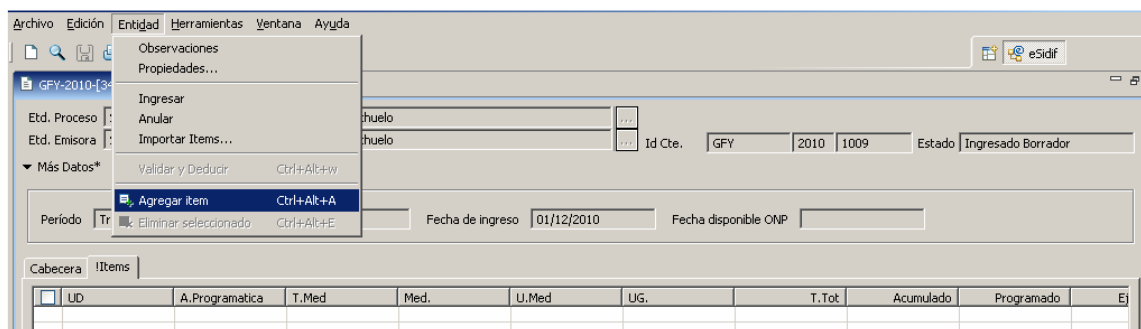 Archivo Edición Entidad Herramientas Ventana Ayuda
Observaciones
Propiedades...
eSidif
GFY-2010-[34
Ingresar
Etd. Proceso
Anular
huelo
...
Etd. Emisora
Importar Items...
huelo
... Id Cte. GFY 2010 1009 Estado Ingresado Borrador
Más Datos*
Validar y Deducir Ctrl+Alt+w
Agregar item Ctrl+Alt+A
Período Tr
Eliminar seleccionado Ctrl+Alt+E
Fecha de ingreso 01/12/2010 Fecha disponible ONP
Cabecera !Items
UD A.Programatica T.Med Med. U.Med UG. T.Tot Acumulado Programado Ej